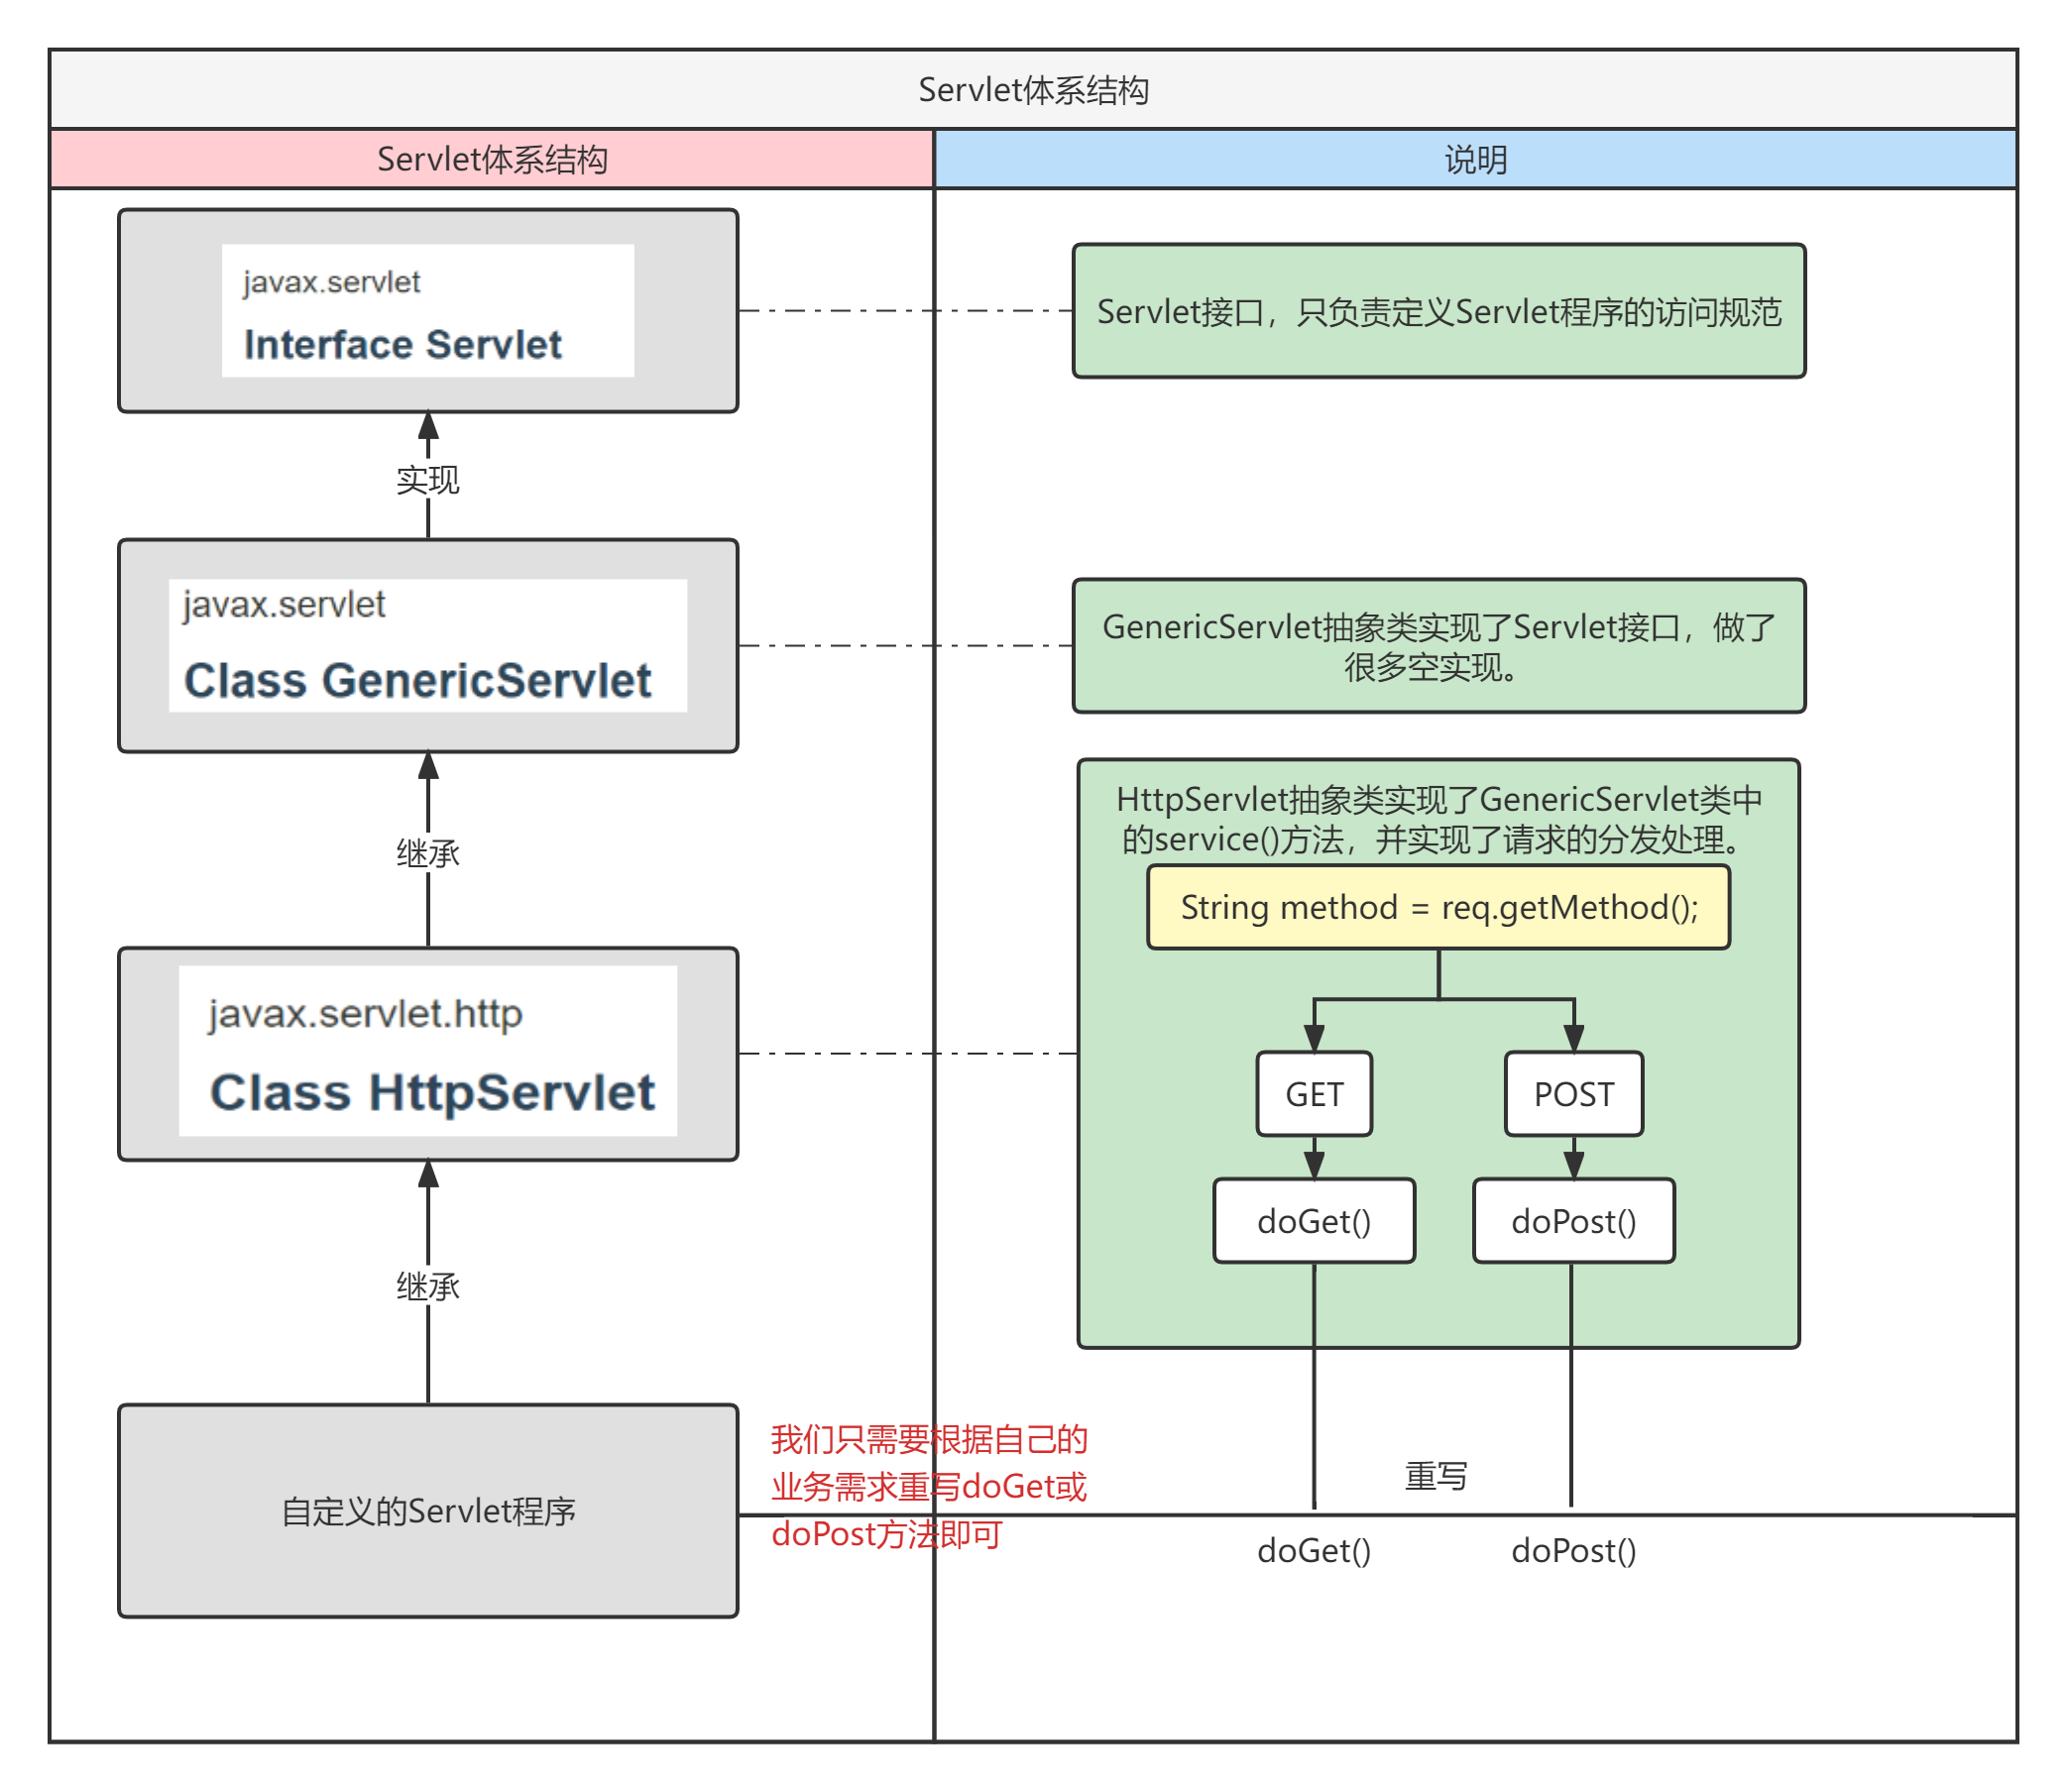 Servlet体系结构
Servlet体系结构
说明
javax.servlet
Interface Servlet
Servlet接口，只负责定义Servlet程序的访问规范
实现
javax.servlet
Class GenericServlet
GenericServlet抽象类实现了Servlet接口，做了
很多空实现。
继承
HttpServlet抽象类实现了GenericServlet类中
的service()方法，并实现了请求的分发处理。
String method = req.getMethod();
javax.servlet.http
Class HttpServlet
GET
POST
doGet()
doPost()
继承
自定义的Servlet程序
我们只需要根据自己的
业务需求重写doGet或
doPost方法即可
重写
doGet()
doPost()